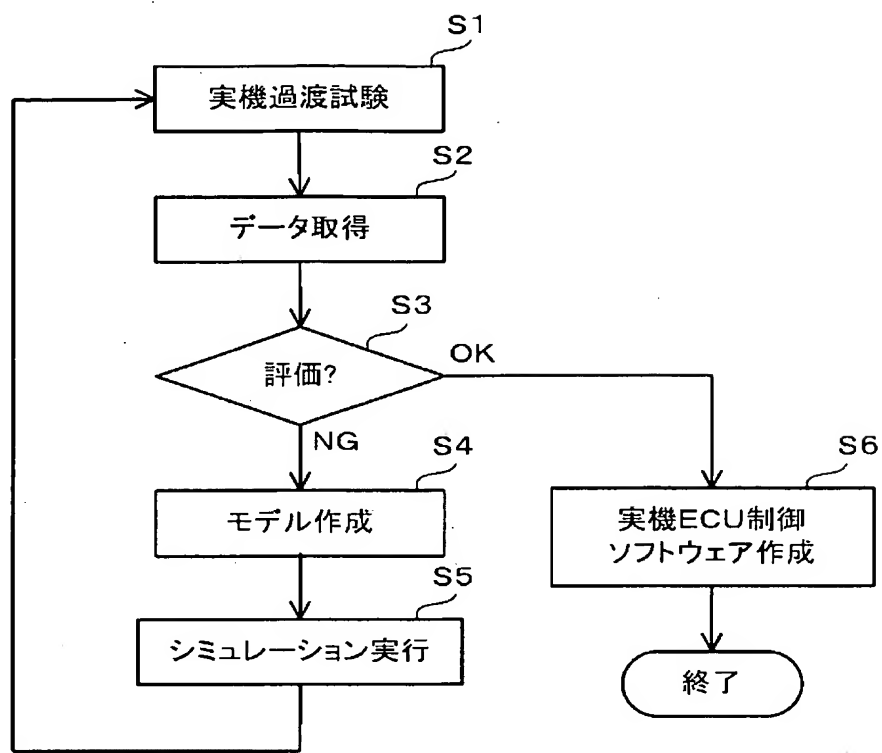 S1
実機過渡試験
S2
データ取得
S3
評価?
OK
NG
S4
モデル作成
S5
シミュレーション実行
S6
実機ECU制御
ソフトウェア作成
終了